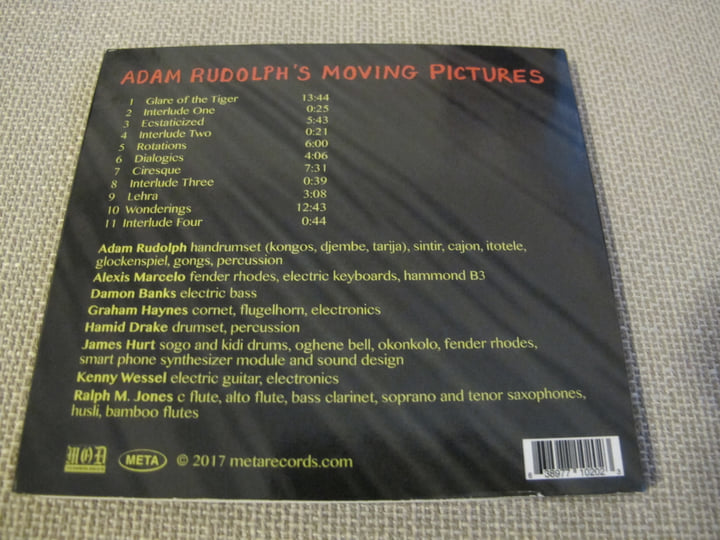 ADAM RUDOLPH'S MOVING PICTURES
1 Glare of the Tiger 13:44
2 Interlude One 0:25
3 Ecstaticized 5:43
4 Interlude Two 0:21
5 Rotations 6:00
6 Dialogics 4:06
7 Ciresque 7:31
8 Interlude Three 0:39
9 Lehra 3:08
10 Wonderings 12:43
11 Interlude Four 0:44
Adam Rudolph handrumset (kongos, djembe, tarija), sintir, cajon, itotele,
glockenspiel, gongs, percussion
Alexis Marcelo fender rhodes, electric keyboards, hammond B3
Damon Banks electric bass
Graham Haynes cornet, flugelhorn, electronics
Hamid Drake drumset, percussion
James Hurt sogo and kidi drums, oghene bell, okonkolo, fender rhodes,
smart phone synthesizer module and sound design
Kenny Wessel electric guitar, electronics
Ralph M. Jones c flute, alto flute, bass clarinet, soprano and tenor saxophones,
husli, bamboo flutes
MOD
META © 2017 metarecords.com
6 38977 10202 3